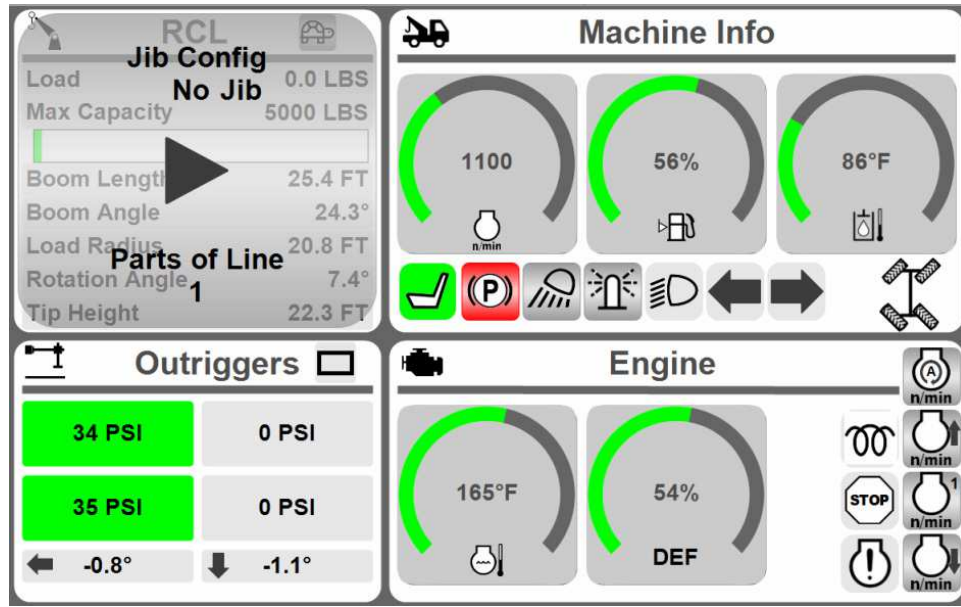 RCL
Jib Config
No Jib
Load 0.0 LBS
Max Capacity 5000 LBS
Boom Length 25.4 FT
Boom Angle 24.3°
Load Radius 20.8 FT
Parts of Line
1
Rotation Angle 7.4°
Tip Height 22.3 FT
Machine Info
1100
n/min
56%
86°F
P
Outriggers
34 PSI 0 PSI
35 PSI 0 PSI
-0.8° -1.1°
Engine
165°F
54%
DEF
A
n/min
n/min
STOP
1
n/min
!
n/min